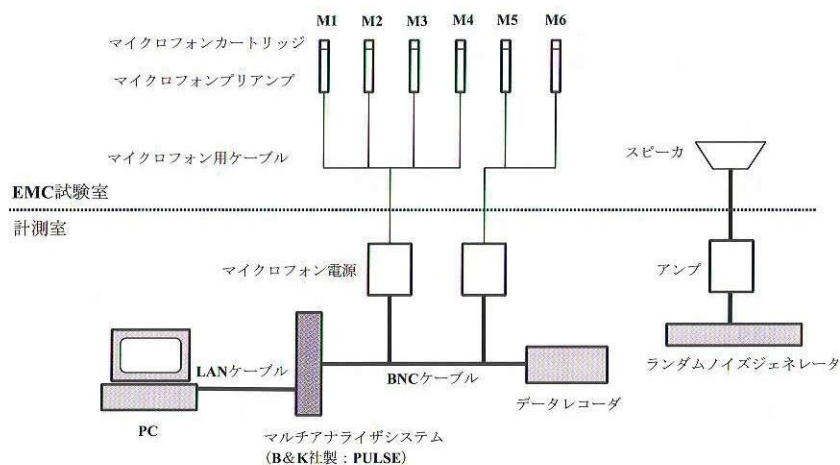 M1 M2 M3 M4 M5 M6
マイクロフォンカートリッジ
マイクロフォンプリアンプ
マイクロフォン用ケーブル
スピーカ
EMC試験室
計測室
マイクロフォン電源
アンプ
LANケーブル
BNCケーブル
ランダムノイズジェネレータ
データレコーダ
PC
マルチアナライザシステム
（B＆K社製：PULSE）